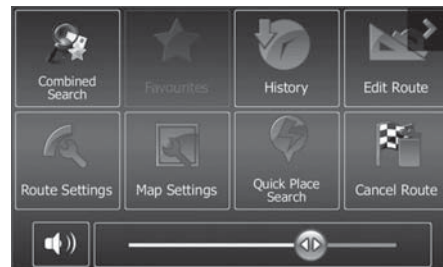 Combined
Search
Favourites
History
Edit Route
Route Settings
Map Settings
Quick Place
Search
Cancel Route